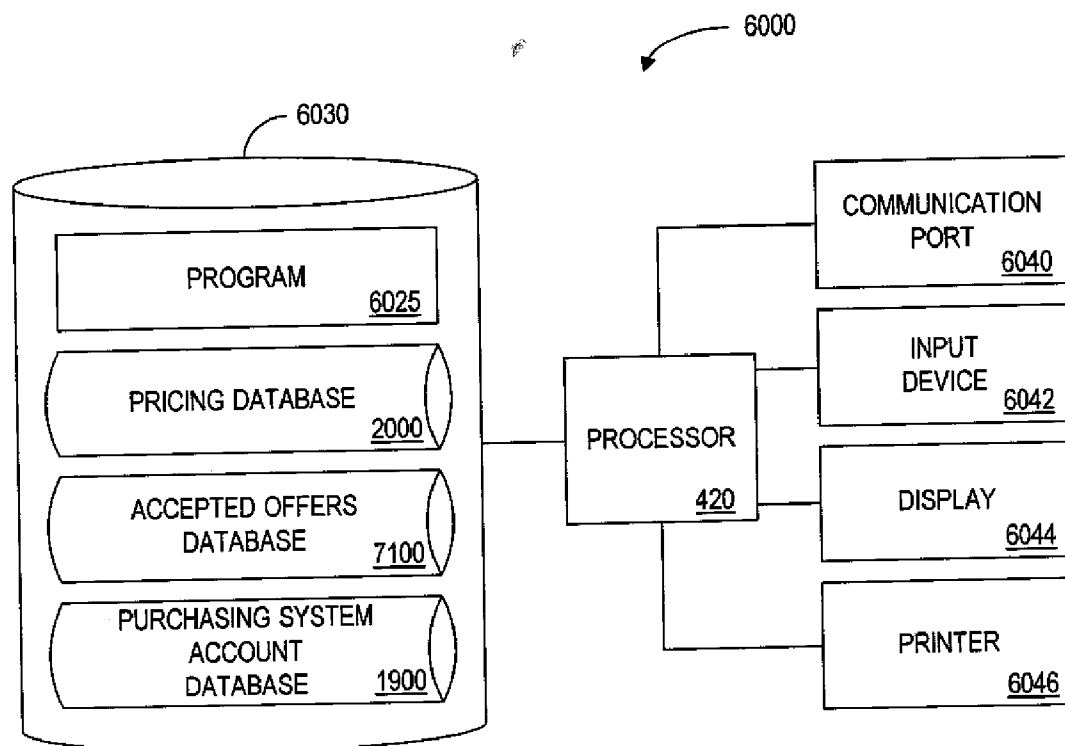 6000
6030
PROGRAM
6025
PRICING DATABASE
2000
ACCEPTED OFFERS
DATABASE
7100
PURCHASING SYSTEM
ACCOUNT
DATABASE
1900
PROCESSOR
420
COMMUNICATION
PORT
6040
INPUT
DEVICE
6042
DISPLAY
6044
PRINTER
6046